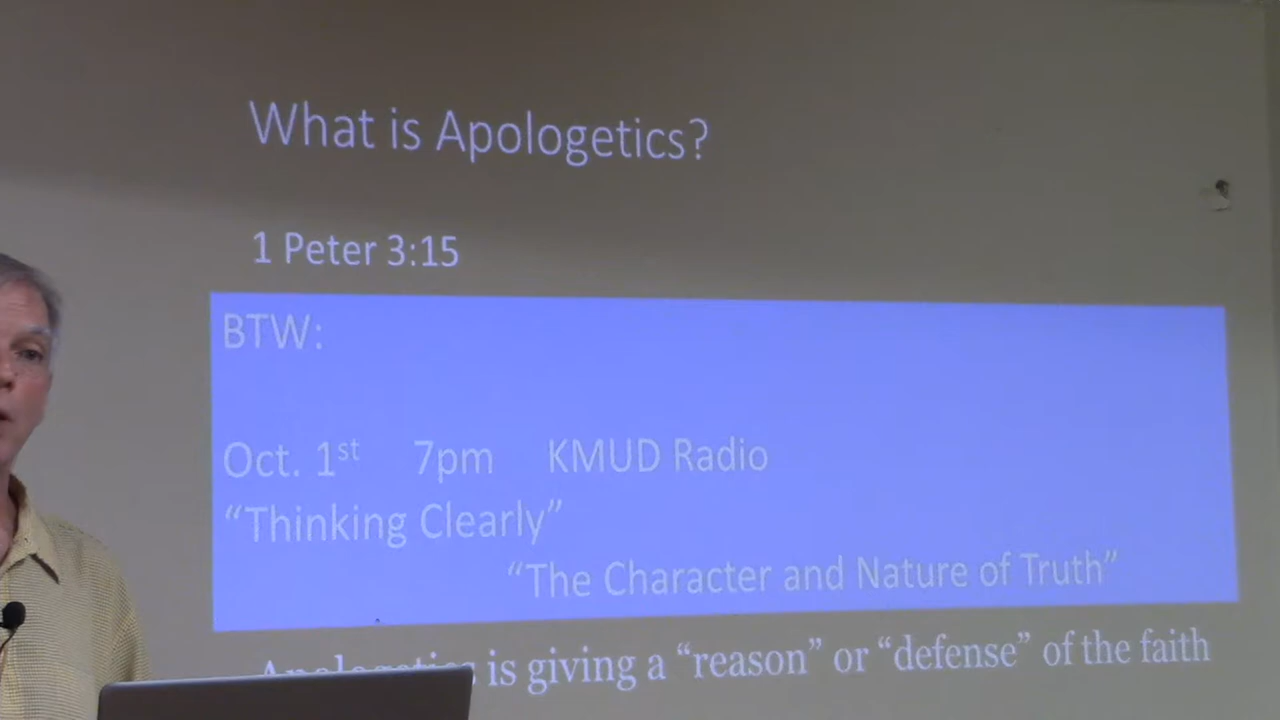 What is Apologetics?
1 Peter 3:15
BTW:
Oct. 1st 7pm KMUD Radio
“Thinking Clearly”
“The Character and Nature of Truth”
Apologetics is giving a “reason” or “defense” of the faith